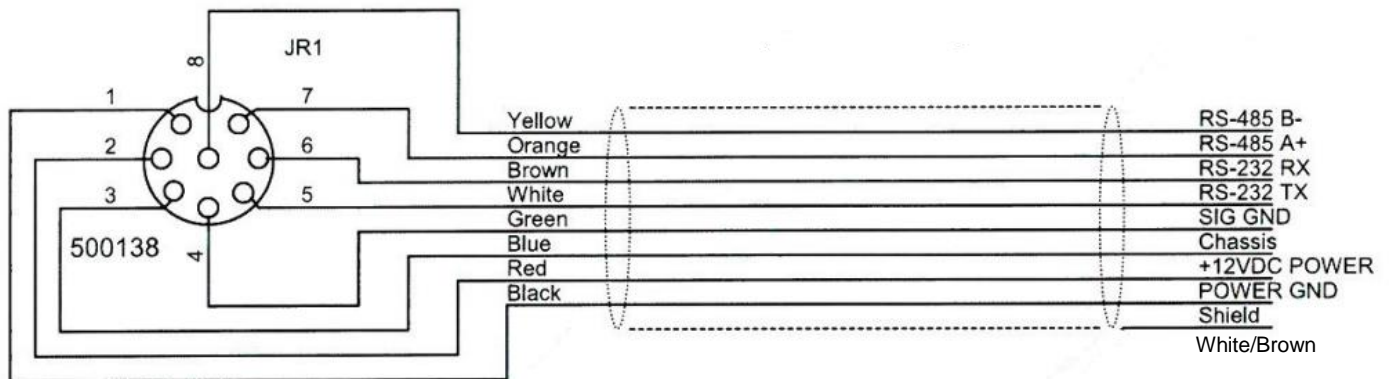 JR1
8
1
7
2
6
3
5
500138
4
Yellow
RS-485 B-
Orange
RS-485 A+
Brown
RS-232 RX
White
RS-232 TX
Green
SIG GND
Blue
Chassis
Red
+12VDC POWER
Black
POWER GND
Shield
White/Brown